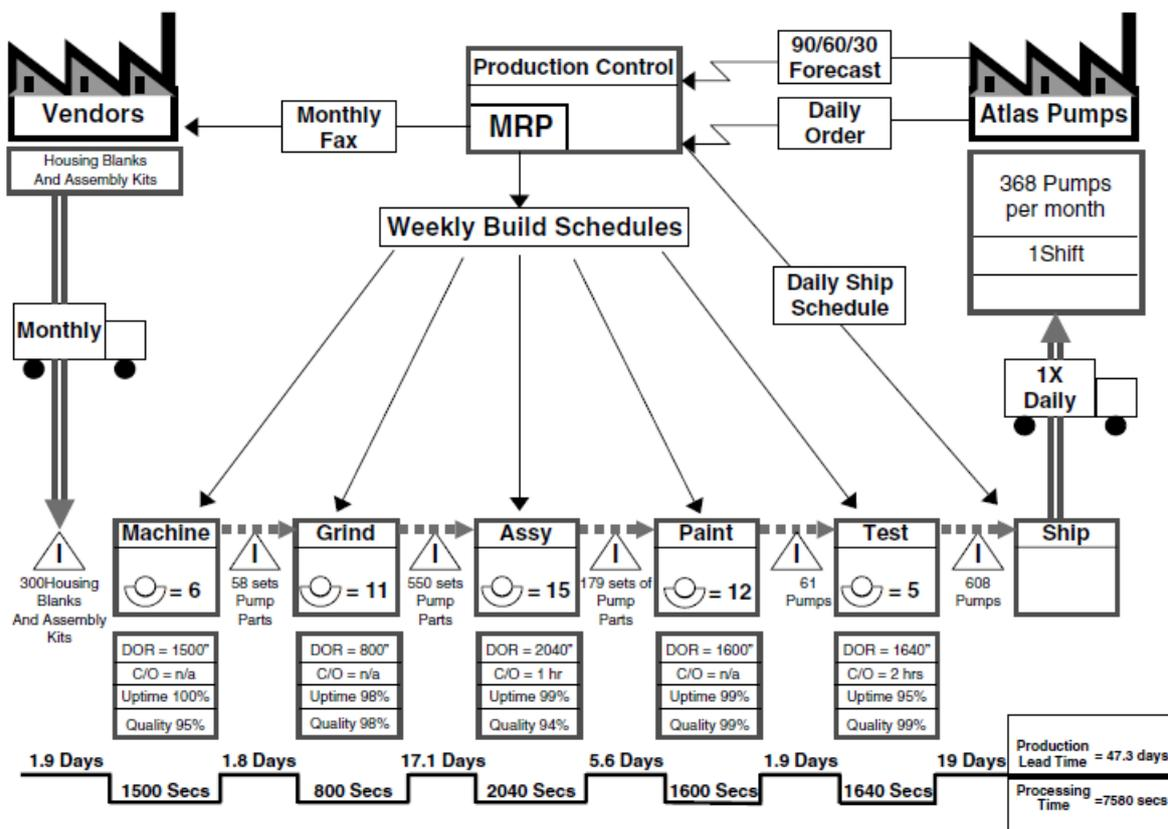 90/60/30
Forecast
Production Control
MRP
Vendors
Monthly
Fax
Daily
Order
Atlas Pumps
Housing Blanks
And Assembly Kits
368 Pumps
per month
1Shift
Weekly Build Schedules
Daily Ship
Schedule
Monthly
1X
Daily
Machine
Grind
Assy
Paint
Test
Ship
I
I
I
I
I
I
= 6
= 11
= 15
= 12
= 5
300Housing
Blanks
And Assembly
Kits
58 sets
Pump
Parts
550 sets
Pump
Parts
179 sets of
Pump
Parts
61
Pumps
608
Pumps
DOR = 1500"
C/O = n/a
Uptime 100%
Quality 95%
DOR = 800"
C/O = n/a
Uptime 98%
Quality 98%
DOR = 2040"
C/O = 1 hr
Uptime 99%
Quality 94%
DOR = 1600"
C/O = n/a
Uptime 99%
Quality 99%
DOR = 1640"
C/O = 2 hrs
Uptime 95%
Quality 99%
1.9 Days
1500 Secs
1.8 Days
800 Secs
17.1 Days
2040 Secs
5.6 Days
1600 Secs
1.9 Days
1640 Secs
19 Days
Production
Lead Time = 47.3 days
Processing
Time =7580 secs